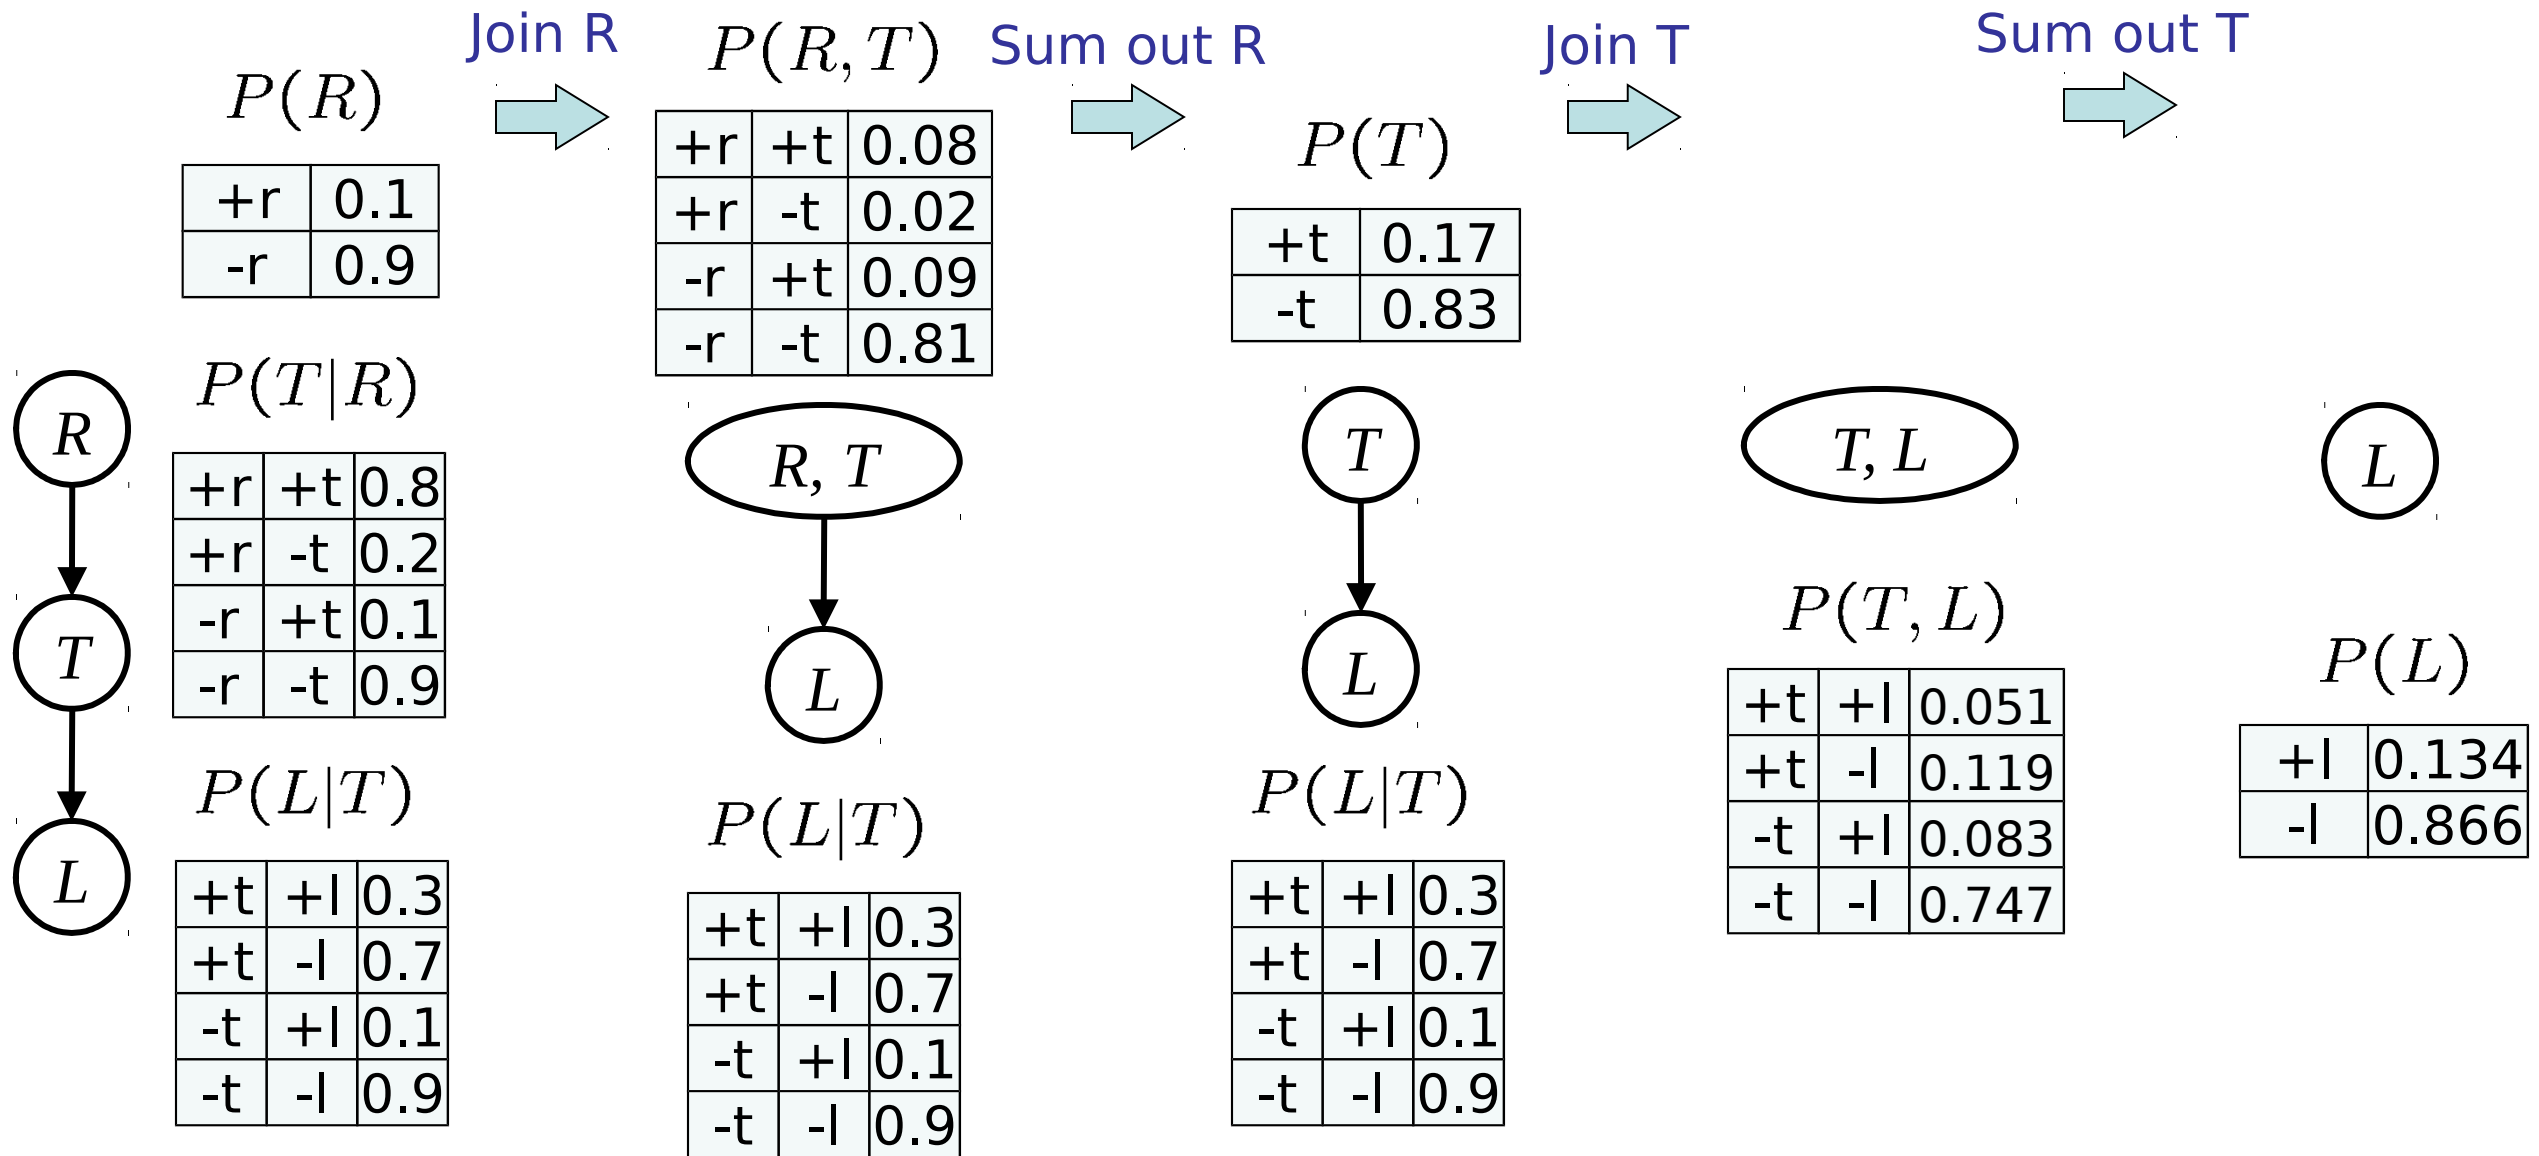 Join R
Sum out R
Join T
Sum out T
P(R)
+r 0.1
-r 0.9
P(T|R)
+r +t 0.8
+r -t 0.2
-r +t 0.1
-r -t 0.9
P(L|T)
+t +l 0.3
+t -l 0.7
-t +l 0.1
-t -l 0.9
R
T
L
P(R, T)
+r +t 0.08
+r -t 0.02
-r +t 0.09
-r -t 0.81
R, T
L
P(L|T)
+t +l 0.3
+t -l 0.7
-t +l 0.1
-t -l 0.9
P(T)
+t 0.17
-t 0.83
T
L
P(L|T)
+t +l 0.3
+t -l 0.7
-t +l 0.1
-t -l 0.9
T, L
P(T, L)
+t +l 0.051
+t -l 0.119
-t +l 0.083
-t -l 0.747
L
P(L)
+l 0.134
-l 0.866